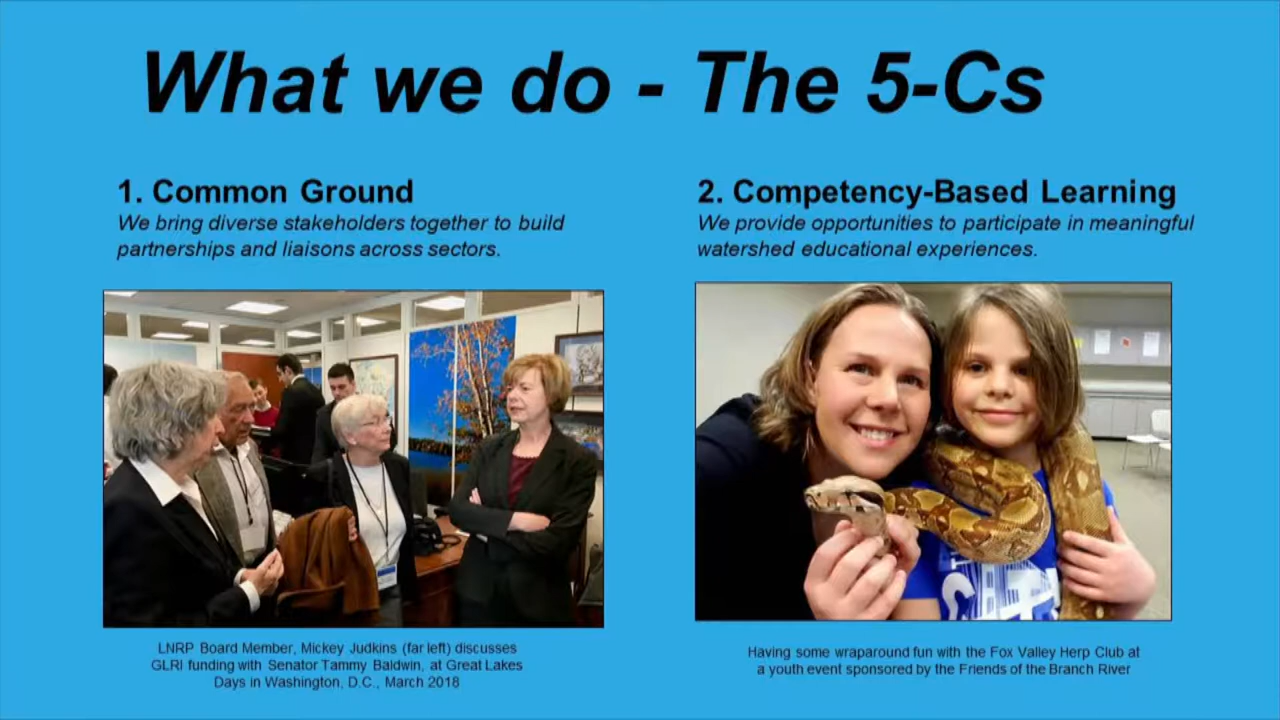 What we do - The 5-Cs
1. Common Ground
We bring diverse stakeholders together to build
partnerships and liaisons across sectors.
2. Competency-Based Learning
We provide opportunities to participate in meaningful
watershed educational experiences.
LNRP Board Member, Mickey Judkins (far left) discusses
GLRI funding with Senator Tammy Baldwin, at Great Lakes
Days in Washington, D.C., March 2018
Having some wraparound fun with the Fox Valley Herp Club at
a youth event sponsored by the Friends of the Branch River